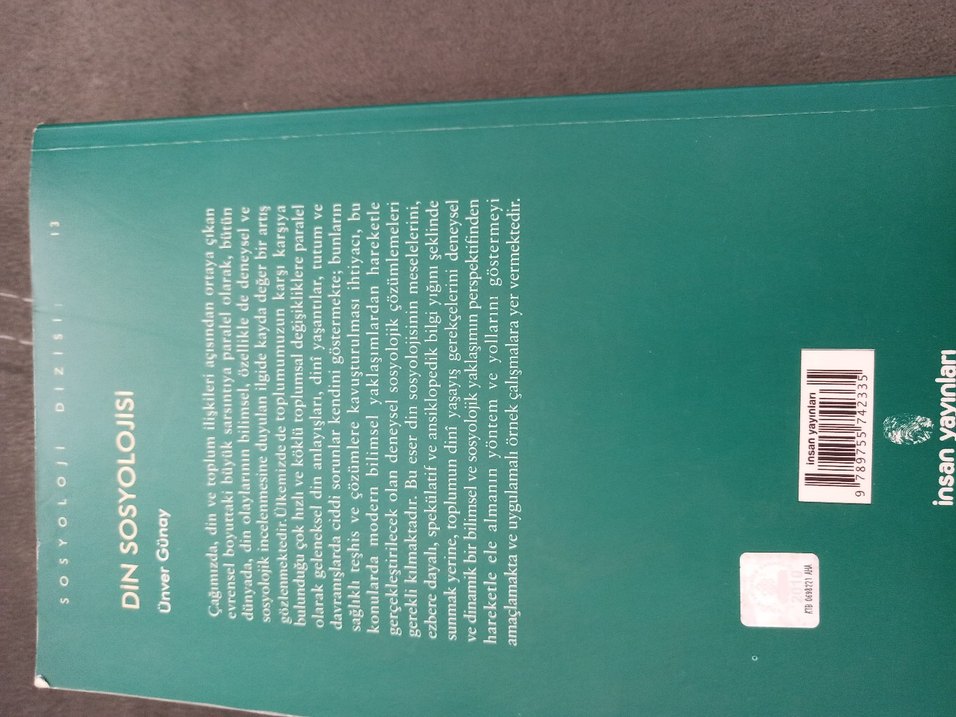 SOSYOLOJİ DİZİSİ 13
DİN SOSYOLOJİSİ
Ünver Günay
Çağımızda, din ve toplum ilişkileri açısından ortaya çıkan
evrensel boyuttaki büyük sarsıntıya paralel olarak, bütün
dünyada, din olaylarının bilimsel, özellikle de deneysel ve
sosyolojik incelenmesine duyulan ilgide kayda değer bir artış
gözlenmektedir. Ülkemizde de toplumumuzun karşı karşıya
bulunduğu çok hızlı ve köklü toplumsal değişikliklere paralel
olarak geleneksel din anlayışları, dinî yaşantılar, tutum ve
davranışlarda ciddi sorunlar kendini göstermekte; bunların
sağlıklı teşhis ve çözümlere kavuşturulması ihtiyacı, bu
konularda modern bilimsel yaklaşımlardan hareketle
gerçekleştirilecek olan deneysel sosyolojik çözümlemeleri
gerekli kılmaktadır. Bu eser din sosyolojisinin meselelerini,
ezbere dayalı, spekülatif ve ansiklopedik bilgi yığını şeklinde
sunmak yerine, toplumun dinî yaşayış gerekçelerini deneysel
ve dinamik bir bilimsel ve sosyolojik yaklaşımın perspektifinden
hareketle ele almanın yöntem ve yollarını göstermeyi
amaçlamakta ve uygulamalı örnek çalışmalara yer vermektedir.
KTB 0698221 AHA
insan yayınları
9 789755 742335
insan yayınları